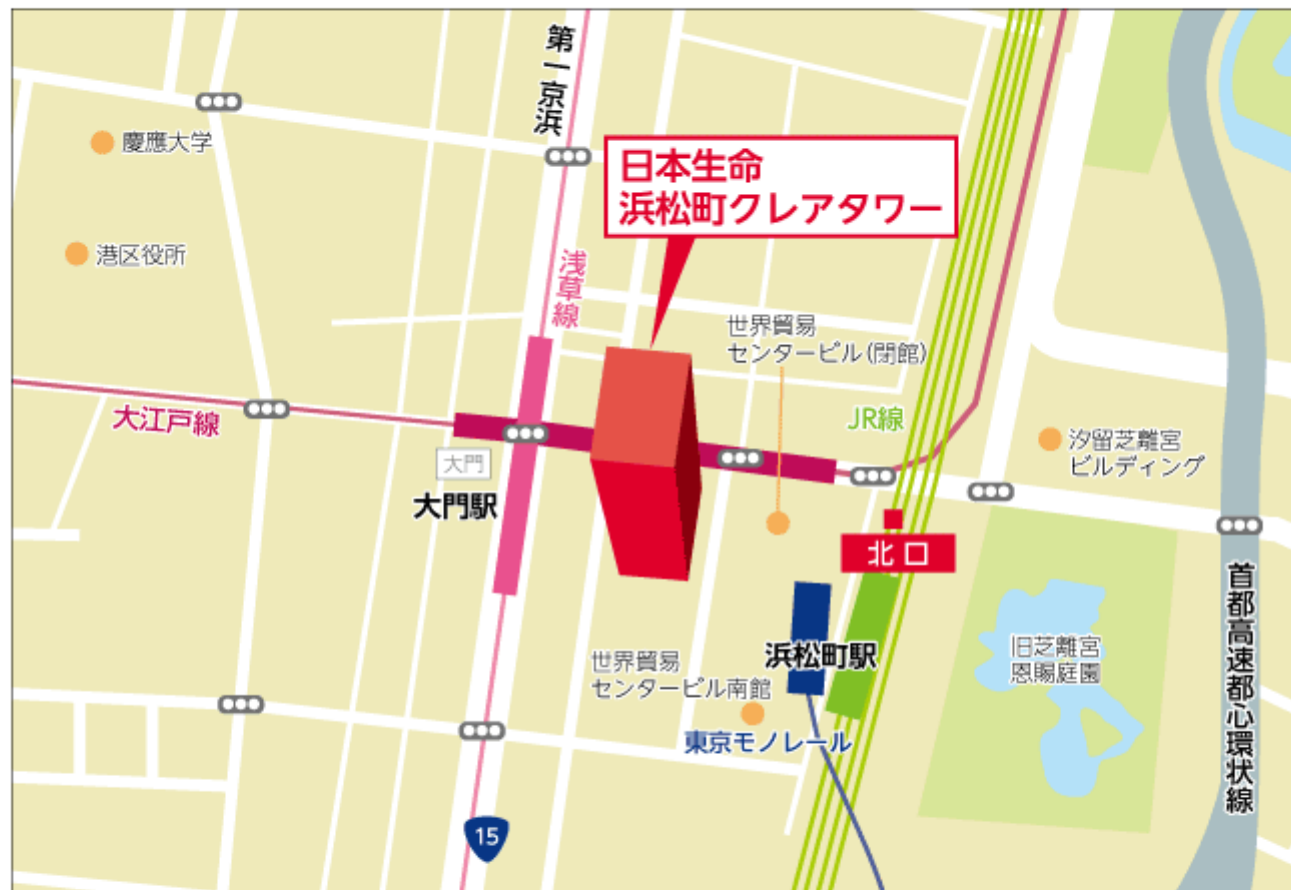 第一京浜
慶應大学
日本生命
浜松町クレアタワー
港区役所
浅草線
世界貿易
センタービル(閉館)
大江戸線
JR線
汐留芝離宮
ビルディング
大門
大門駅
北口
首都高速都心環状線
旧芝離宮
恩賜庭園
浜松町駅
世界貿易
センタービル南館
東京モノレール
15